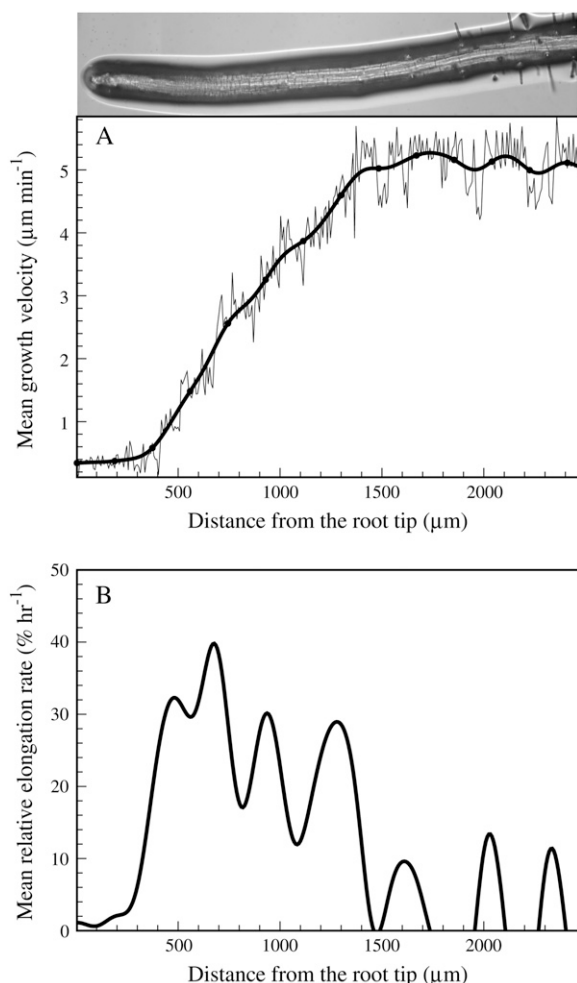 A
Mean growth velocity (μm min⁻¹)
5
4
3
2
1
500 1000 1500 2000
Distance from the root tip (μm)
B
Mean relative elongation rate (% hr⁻¹)
50
40
30
20
10
0
500 1000 1500 2000
Distance from the root tip (μm)